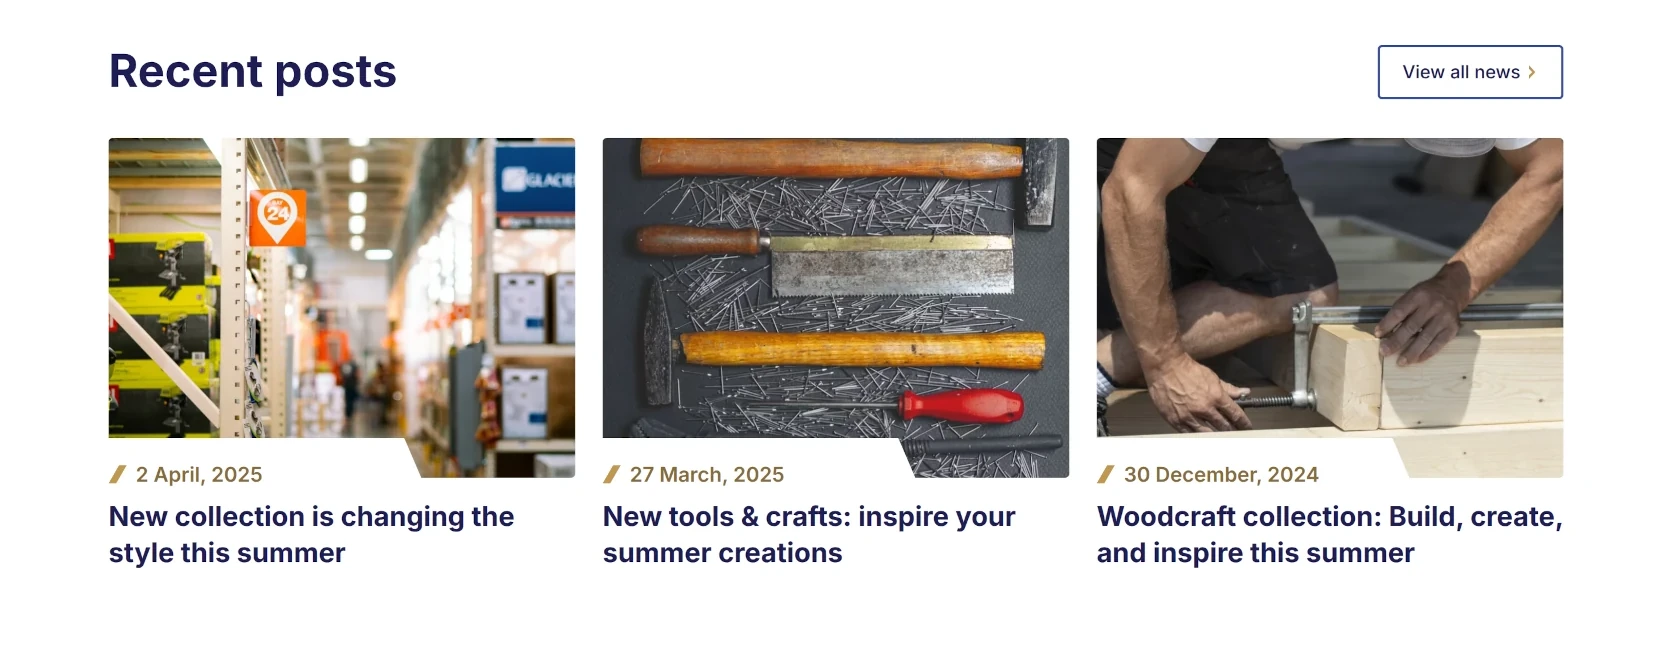 Recent posts
View all news
24
GLACIE
2 April, 2025
New collection is changing the
style this summer
27 March, 2025
New tools & crafts: inspire your
summer creations
30 December, 2024
Woodcraft collection: Build, create,
and inspire this summer